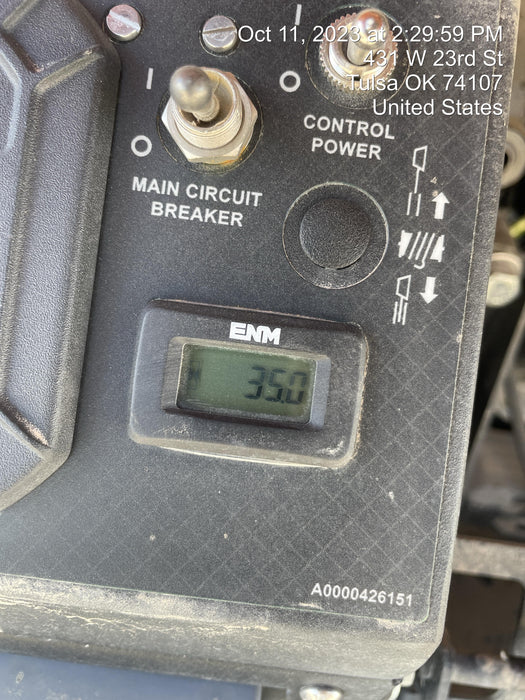 Oct 11, 2023 at 2:29:59 PM
431 W 23rd St
Tulsa OK 74107
United States
I
O
MAIN CIRCUIT
BREAKER
I
O
CONTROL
POWER
ENM
35.0
A0000426151